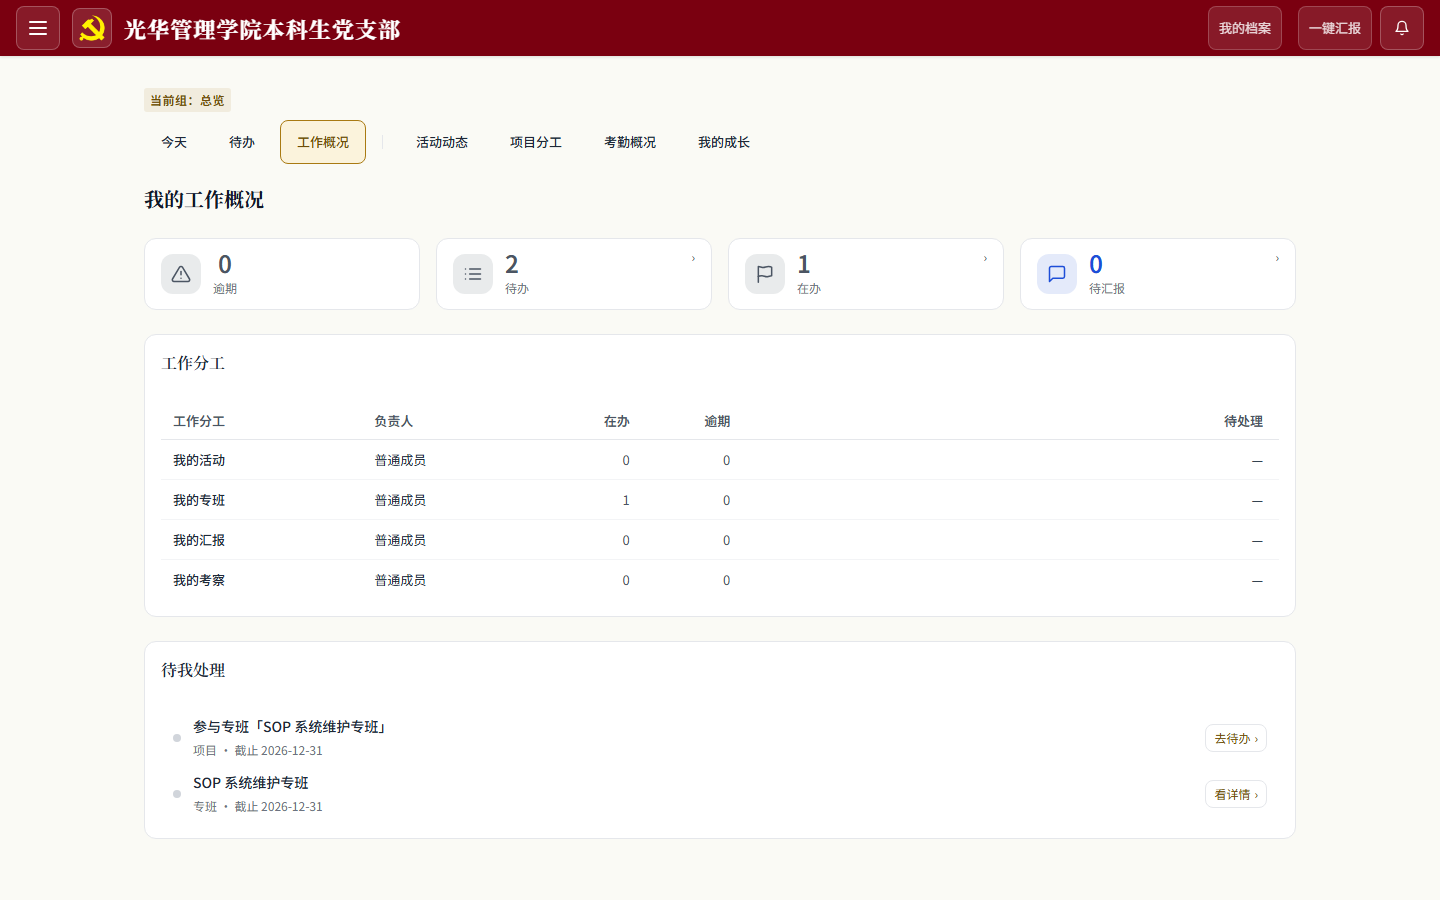 光华管理学院本科生党支部
我的档案
一键汇报
当前组：总览
今天
待办
工作概况
活动动态
项目分工
考勤概况
我的成长
我的工作概况
0
逾期
2
待办
›
1
在办
›
0
待汇报
›
工作分工
工作分工 负责人 在办 逾期 待处理
我的活动 普通成员 0 0 —
我的专班 普通成员 1 0 —
我的汇报 普通成员 0 0 —
我的考察 普通成员 0 0 —
待我处理
参与专班「SOP 系统维护专班」
项目 • 截止 2026-12-31
去待办 ›
SOP 系统维护专班
专班 • 截止 2026-12-31
看详情 ›